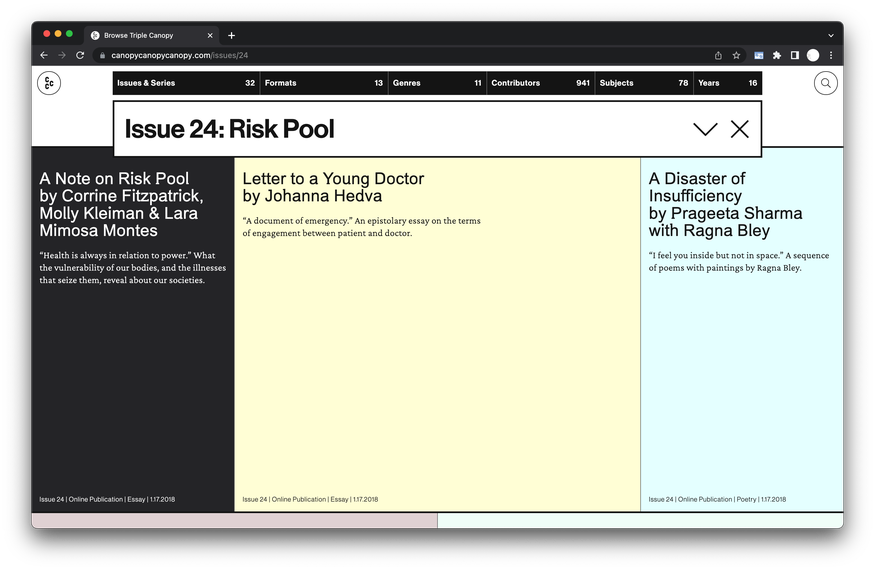 Browse Triple Canopy
canopycanopycanopy.com/issues/24
Issues & Series 32 Formats 13 Genres 11 Contributors 941 Subjects 78 Years 16
Issue 24: Risk Pool
A Note on Risk Pool
by Corrine Fitzpatrick,
Molly Kleiman & Lara
Mimosa Montes
“Health is always in relation to power.” What
the vulnerability of our bodies, and the illnesses
that seize them, reveal about our societies.
Issue 24 | Online Publication | Essay | 1.17.2018
Letter to a Young Doctor
by Johanna Hedva
“A document of emergency.” An epistolary essay on the terms
of engagement between patient and doctor.
Issue 24 | Online Publication | Essay | 1.17.2018
A Disaster of
Insufficiency
by Prageeta Sharma
with Ragna Bley
“I feel you inside but not in space.” A sequence
of poems with paintings by Ragna Bley.
Issue 24 | Online Publication | Poetry | 1.17.2018